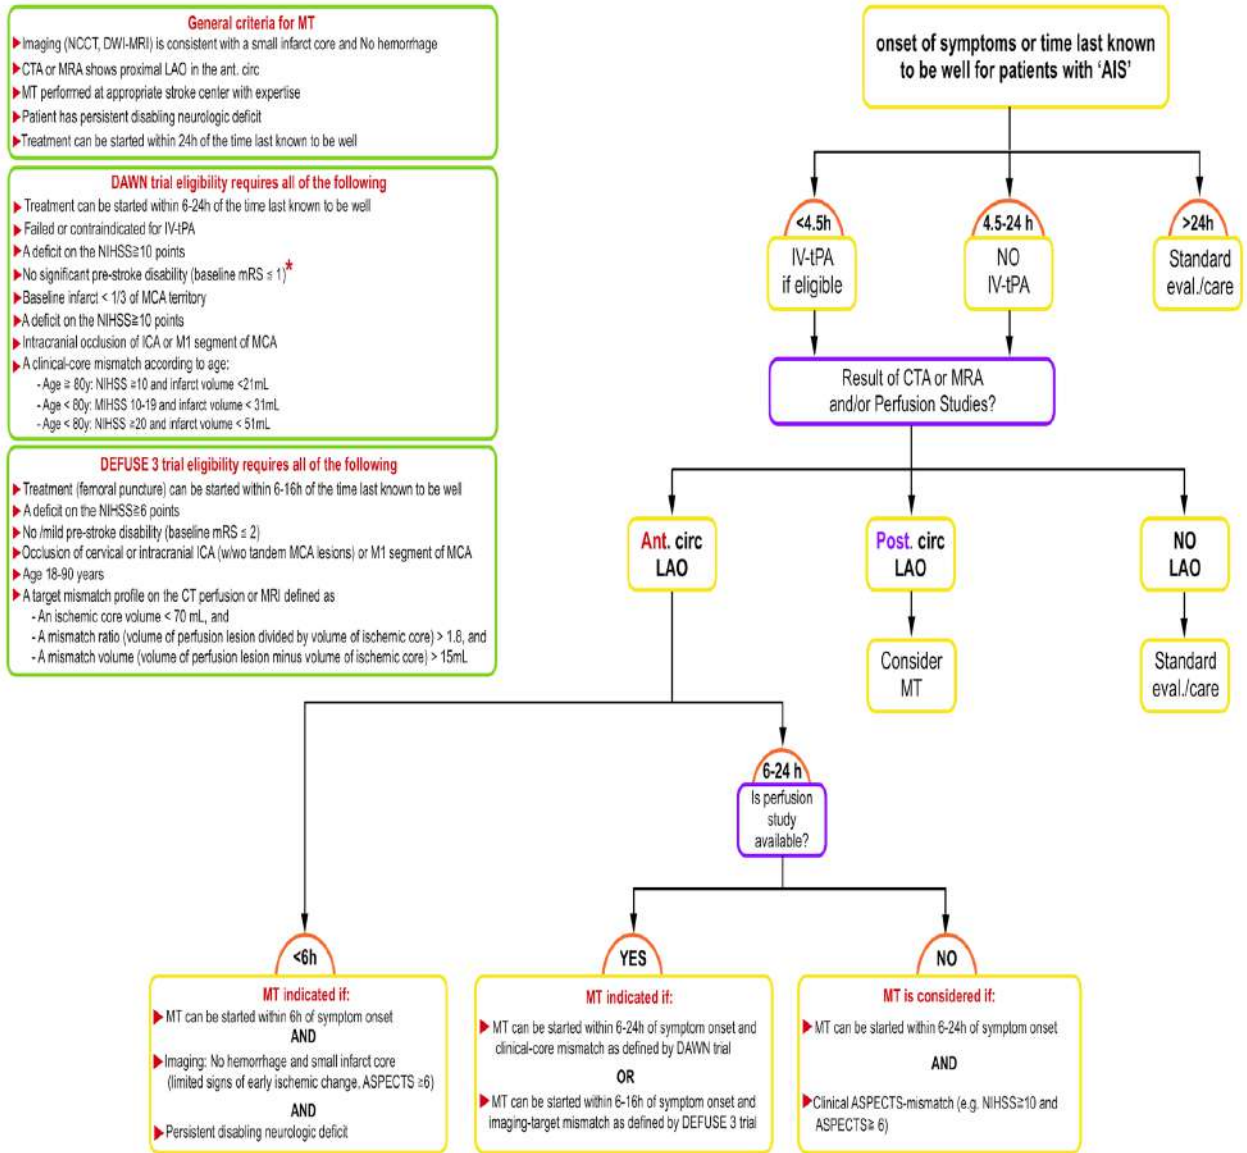 General criteria for MT
Imaging (NCCT, DWI-MRI) is consistent with a small infarct core and No hemorrhage
CTA or MRA shows proximal LAO in the ant. circ
MT performed at appropriate stroke center with expertise
Patient has persistent disabling neurologic deficit
Treatment can be started within 24h of the time last known to be well
DAWN trial eligibility requires all of the following
Treatment can be started within 6-24h of the time last known to be well
Failed or contraindicated for IV-tPA
A deficit on the NIHSS≧10 points
No significant pre-stroke disability (baseline mRS ≤ 1)*
Baseline infarct < 1/3 of MCA territory
A deficit on the NIHSS≧10 points
Intracranial occlusion of ICA or M1 segment of MCA
A clinical-core mismatch according to age:
- Age ≧ 80y: NIHSS ≥10 and infarct volume <21mL
- Age < 80y: MIHSS 10-19 and infarct volume < 31mL
- Age < 80y: NIHSS ≥20 and infarct volume < 51mL
DEFUSE 3 trial eligibility requires all of the following
Treatment (femoral puncture) can be started within 6-16h of the time last known to be well
A deficit on the NIHSS≧6 points
No /mild pre-stroke disability (baseline mRS ≤ 2)
Occlusion of cervical or intracranial ICA (w/wo tandem MCA lesions) or M1 segment of MCA
Age 18-90 years
A target mismatch profile on the CT perfusion or MRI defined as
- An ischemic core volume < 70 mL, and
- A mismatch ratio (volume of perfusion lesion divided by volume of ischemic core) > 1.8, and
- A mismatch volume (volume of perfusion lesion minus volume of ischemic core) > 15mL
onset of symptoms or time last known
to be well for patients with 'AIS'
<4.5h
IV-tPA
if eligible
4.5-24 h
NO
IV-tPA
>24h
Standard
eval./care
Result of CTA or MRA
and/or Perfusion Studies?
Ant. circ
LAO
Post. circ
LAO
NO
LAO
Consider
MT
Standard
eval./care
6-24 h
Is perfusion
study
available?
<6h
MT indicated if:
MT can be started within 6h of symptom onset
AND
Imaging: No hemorrhage and small infarct core
(limited signs of early ischemic change, ASPECTS ≥6)
AND
Persistent disabling neurologic deficit
YES
MT indicated if:
MT can be started within 6-24h of symptom onset and
clinical-core mismatch as defined by DAWN trial
OR
MT can be started within 6-16h of symptom onset and
imaging-target mismatch as defined by DEFUSE 3 trial
NO
MT is considered if:
MT can be started within 6-24h of symptom onset
AND
Clinical ASPECTS-mismatch (e.g. NIHSS≧10 and
ASPECTS≧ 6)